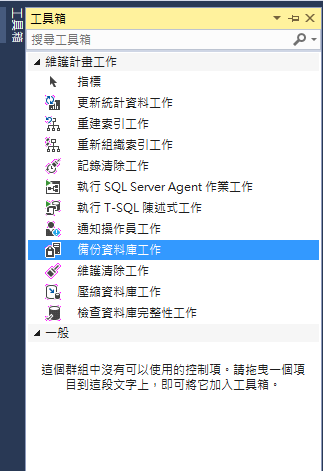 工具箱
工具箱
搜尋工具箱
維護計畫工作
指標
更新統計資料工作
重建索引工作
重新組織索引工作
記錄清除工作
執行 SQL Server Agent 作業工作
執行 T-SQL 陳述式工作
通知操作員工作
備份資料庫工作
維護清除工作
壓縮資料庫工作
檢查資料庫完整性工作
一般
這個群組中沒有可以使用的控制項。請拖曳一個項
目到這段文字上，即可將它加入工具箱。